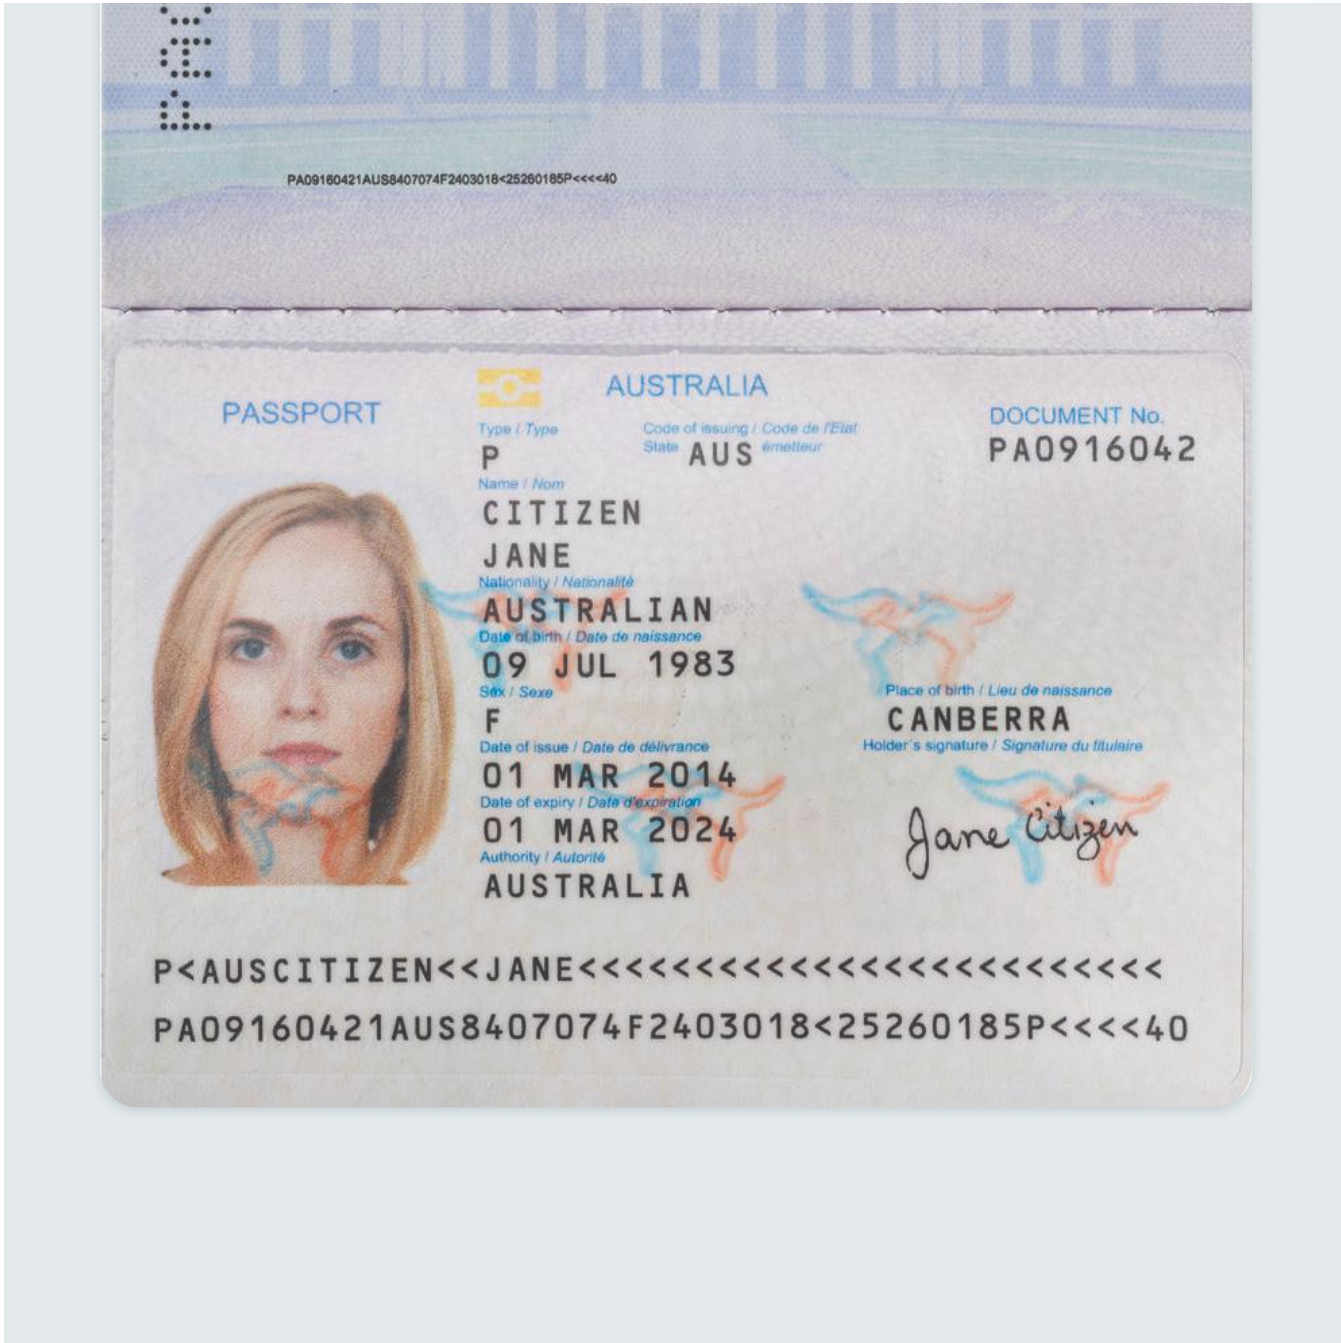 PA09160421AUS8407074F2403018<25260185P<<<<40
PASSPORT
AUSTRALIA
DOCUMENT No.
Type / Type
Code of issuing / Code de l'Etat
State émetteur
P
AUS
PA0916042
Name / Nom
CITIZEN
JANE
Nationality / Nationalité
AUSTRALIAN
Date of birth / Date de naissance
09 JUL 1983
Sex / Sexe
Place of birth / Lieu de naissance
F
CANBERRA
Date of issue / Date de délivrance
Holder's signature / Signature du titulaire
01 MAR 2014
Date of expiry / Date d'expiration
01 MAR 2024
Jane Citizen
Authority / Autorité
AUSTRALIA
P<AUSCITIZEN<<JANE<<<<<<<<<<<<<<<<<<<<<<<<<
PA09160421AUS8407074F2403018<25260185P<<<<40